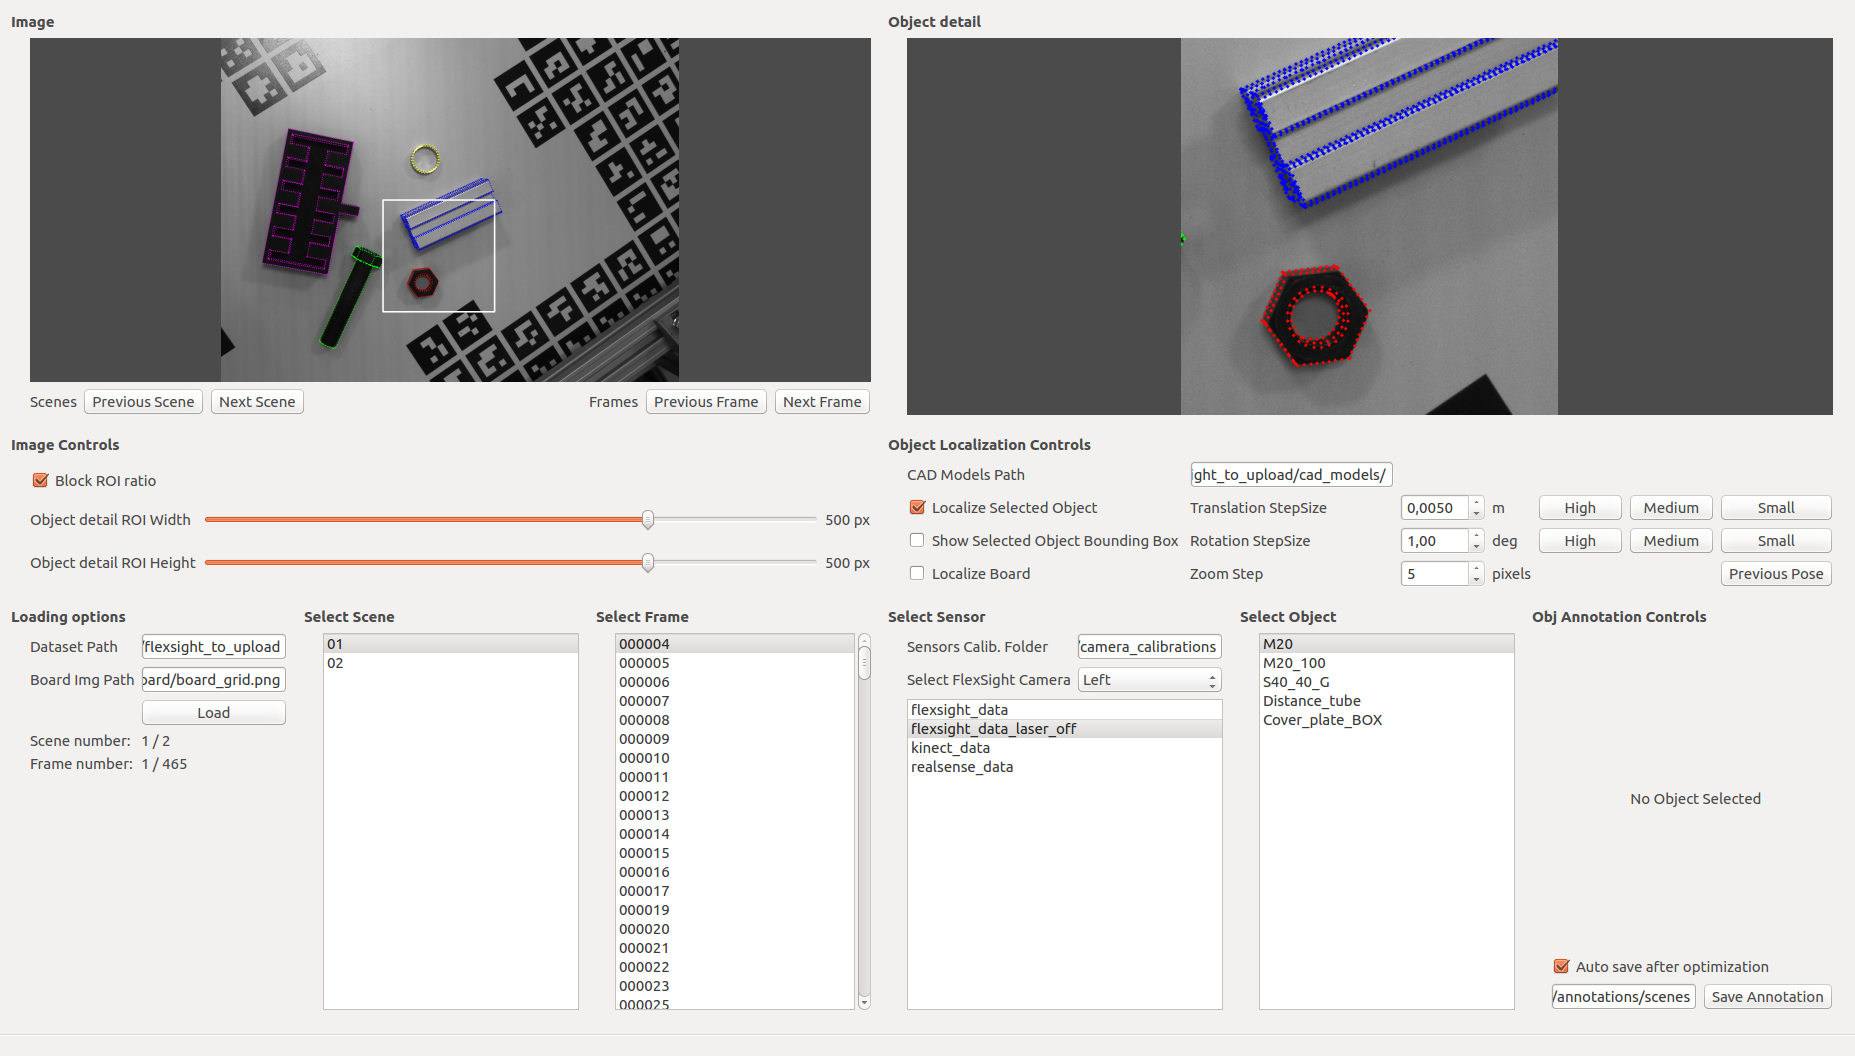 Image
Object detail
Scenes Previous Scene Next Scene Frames Previous Frame Next Frame
Image Controls
Block ROI ratio
Object detail ROI Width 500 px
Object detail ROI Height 500 px
Object Localization Controls
CAD Models Path ight_to_upload/cad_models/
Localize Selected Object Translation StepSize 0,0050 m High Medium Small
Show Selected Object Bounding Box Rotation StepSize 1,00 deg High Medium Small
Localize Board Zoom Step 5 pixels Previous Pose
Loading options
Dataset Path /flexsight_to_upload
Board Img Path oard/board_grid.png
Load
Scene number: 1 / 2
Frame number: 1 / 465
Select Scene
01
02
Select Frame
000004
000005
000006
000007
000008
000009
000010
000011
000012
000013
000014
000015
000016
000017
000019
000020
000021
000022
000023
000025
Select Sensor
Sensors Calib. Folder /camera_calibrations
Select FlexSight Camera Left
flexsight_data
flexsight_data_laser_off
kinect_data
realsense_data
Select Object
M20
M20_100
S40_40_G
Distance_tube
Cover_plate_BOX
Obj Annotation Controls
No Object Selected
Auto save after optimization
/annotations/scenes Save Annotation